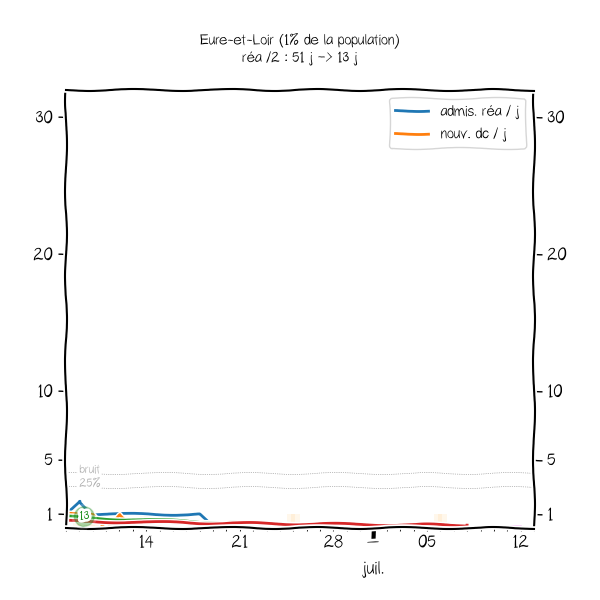 Eure-et-Loir (1% de la population)
réa /2 : 51 j -> 13 j
admis. réa / j
nouv. dc / j
30
30
20
20
10
10
5
5
bruit
25%
1
13
1
14
21
28
05
12
juil.